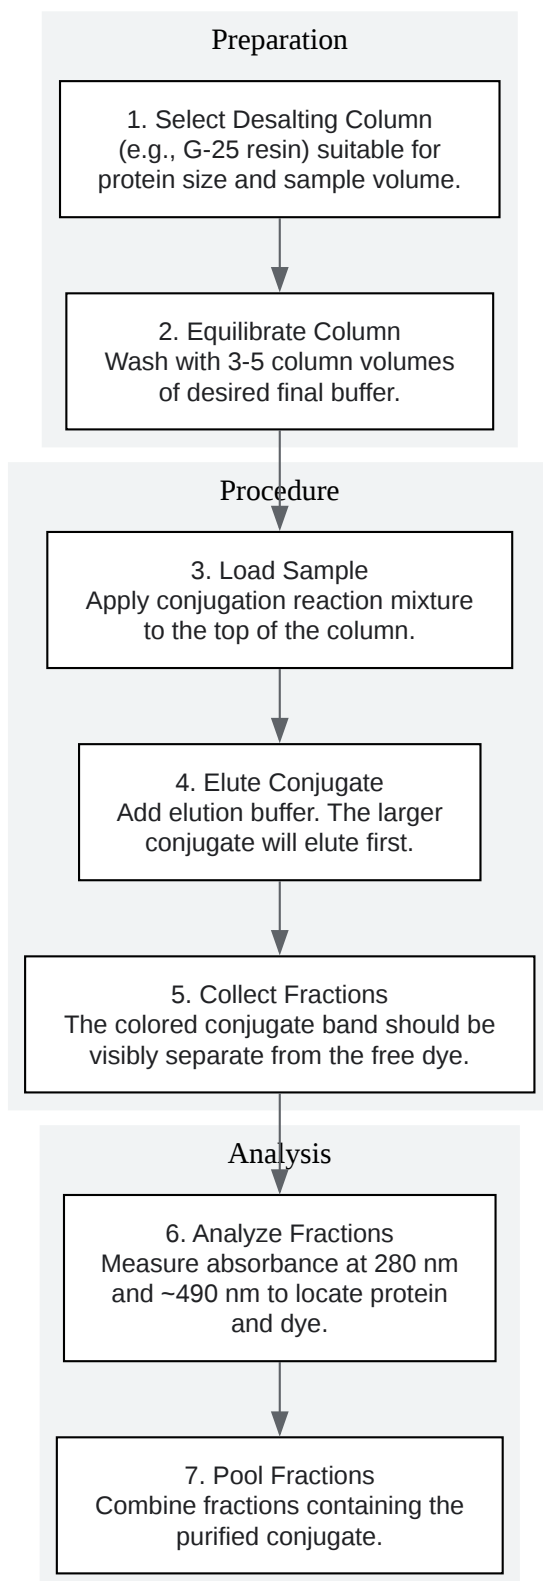 Preparation
1. Select Desalting Column
(e.g., G-25 resin) suitable for
protein size and sample volume.
2. Equilibrate Column
Wash with 3-5 column volumes
of desired final buffer.
Procedure
3. Load Sample
Apply conjugation reaction mixture
to the top of the column.
4. Elute Conjugate
Add elution buffer. The larger
conjugate will elute first.
5. Collect Fractions
The colored conjugate band should be
visibly separate from the free dye.
Analysis
6. Analyze Fractions
Measure absorbance at 280 nm
and ~490 nm to locate protein
and dye.
7. Pool Fractions
Combine fractions containing the
purified conjugate.